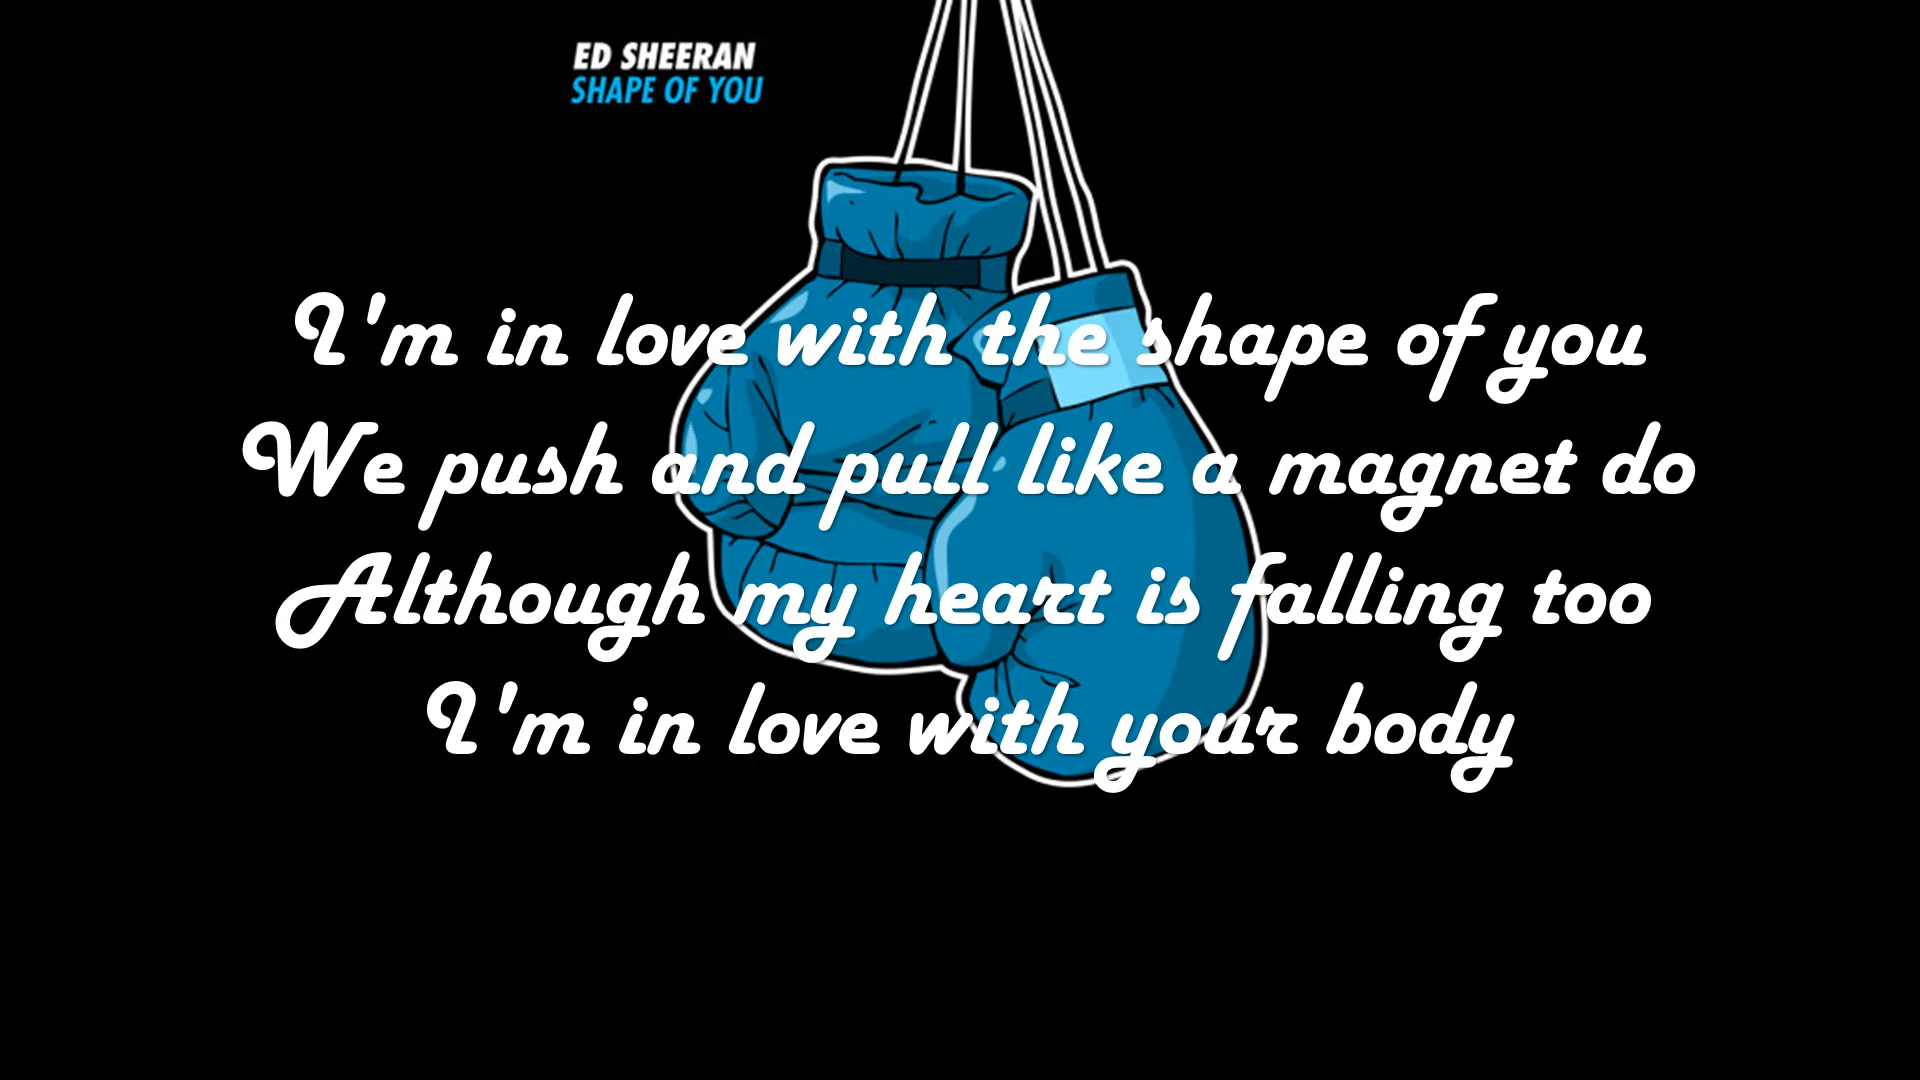 ED SHEERAN
SHAPE OF YOU
I'm in love with the shape of you
We push and pull like a magnet do
Although my heart is falling too
I'm in love with your body